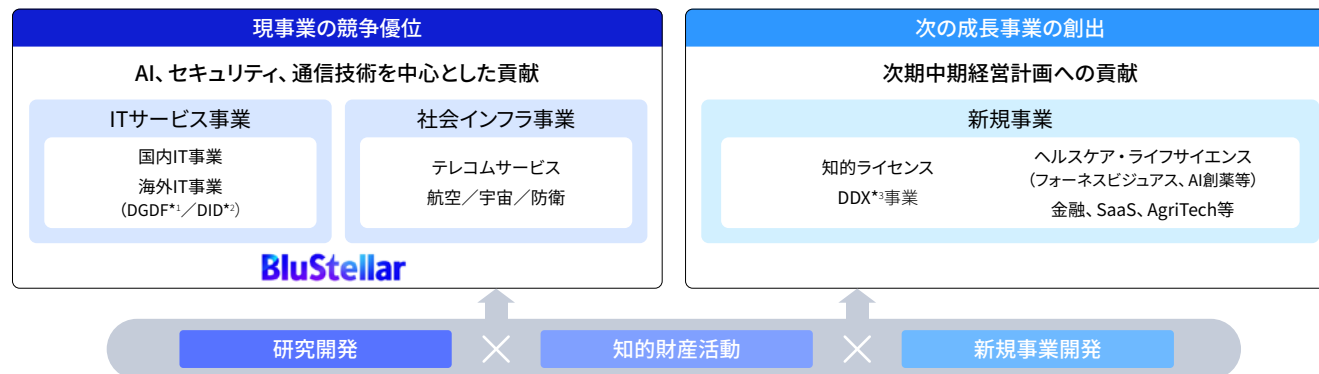 現事業の競争優位
AI、セキュリティ、通信技術を中心とした貢献
ITサービス事業
国内IT事業
海外IT事業
（DGDF*1／DID*2）
社会インフラ事業
テレコムサービス
航空／宇宙／防衛
BluStellar
次の成長事業の創出
次期中期経営計画への貢献
新規事業
知的ライセンス
DDX*3事業
ヘルスケア・ライフサイエンス
（フォーネスビジュアス、AI創薬等）
金融、SaaS、AgriTech等
研究開発
知的財産活動
新規事業開発